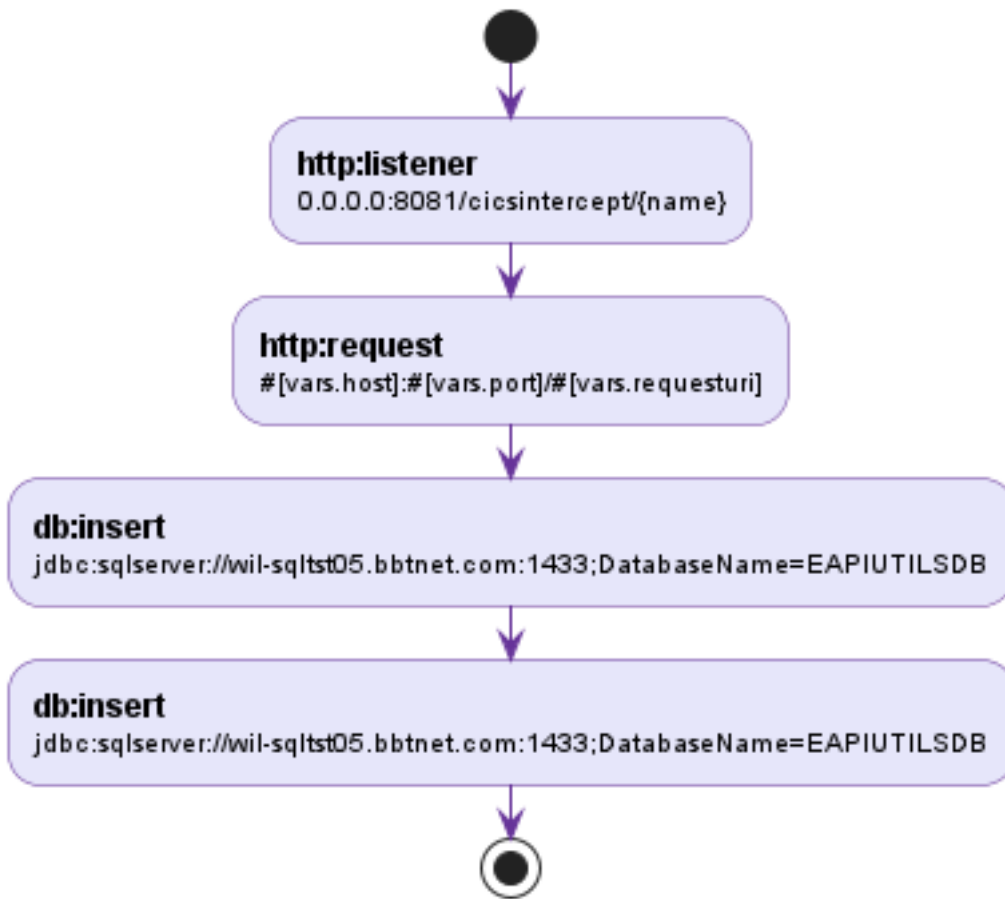 http:listener
0.0.0.0:8081/cicsintercept/{name}
http:request
#[vars.host]:#[vars.port]/#[vars.requesturi]
db:insert
jdbc:sqlserver://wil-sqltst05.bbtnet.com:1433;DatabaseName=EAPIUTILSDB
db:insert
jdbc:sqlserver://wil-sqltst05.bbtnet.com:1433;DatabaseName=EAPIUTILSDB